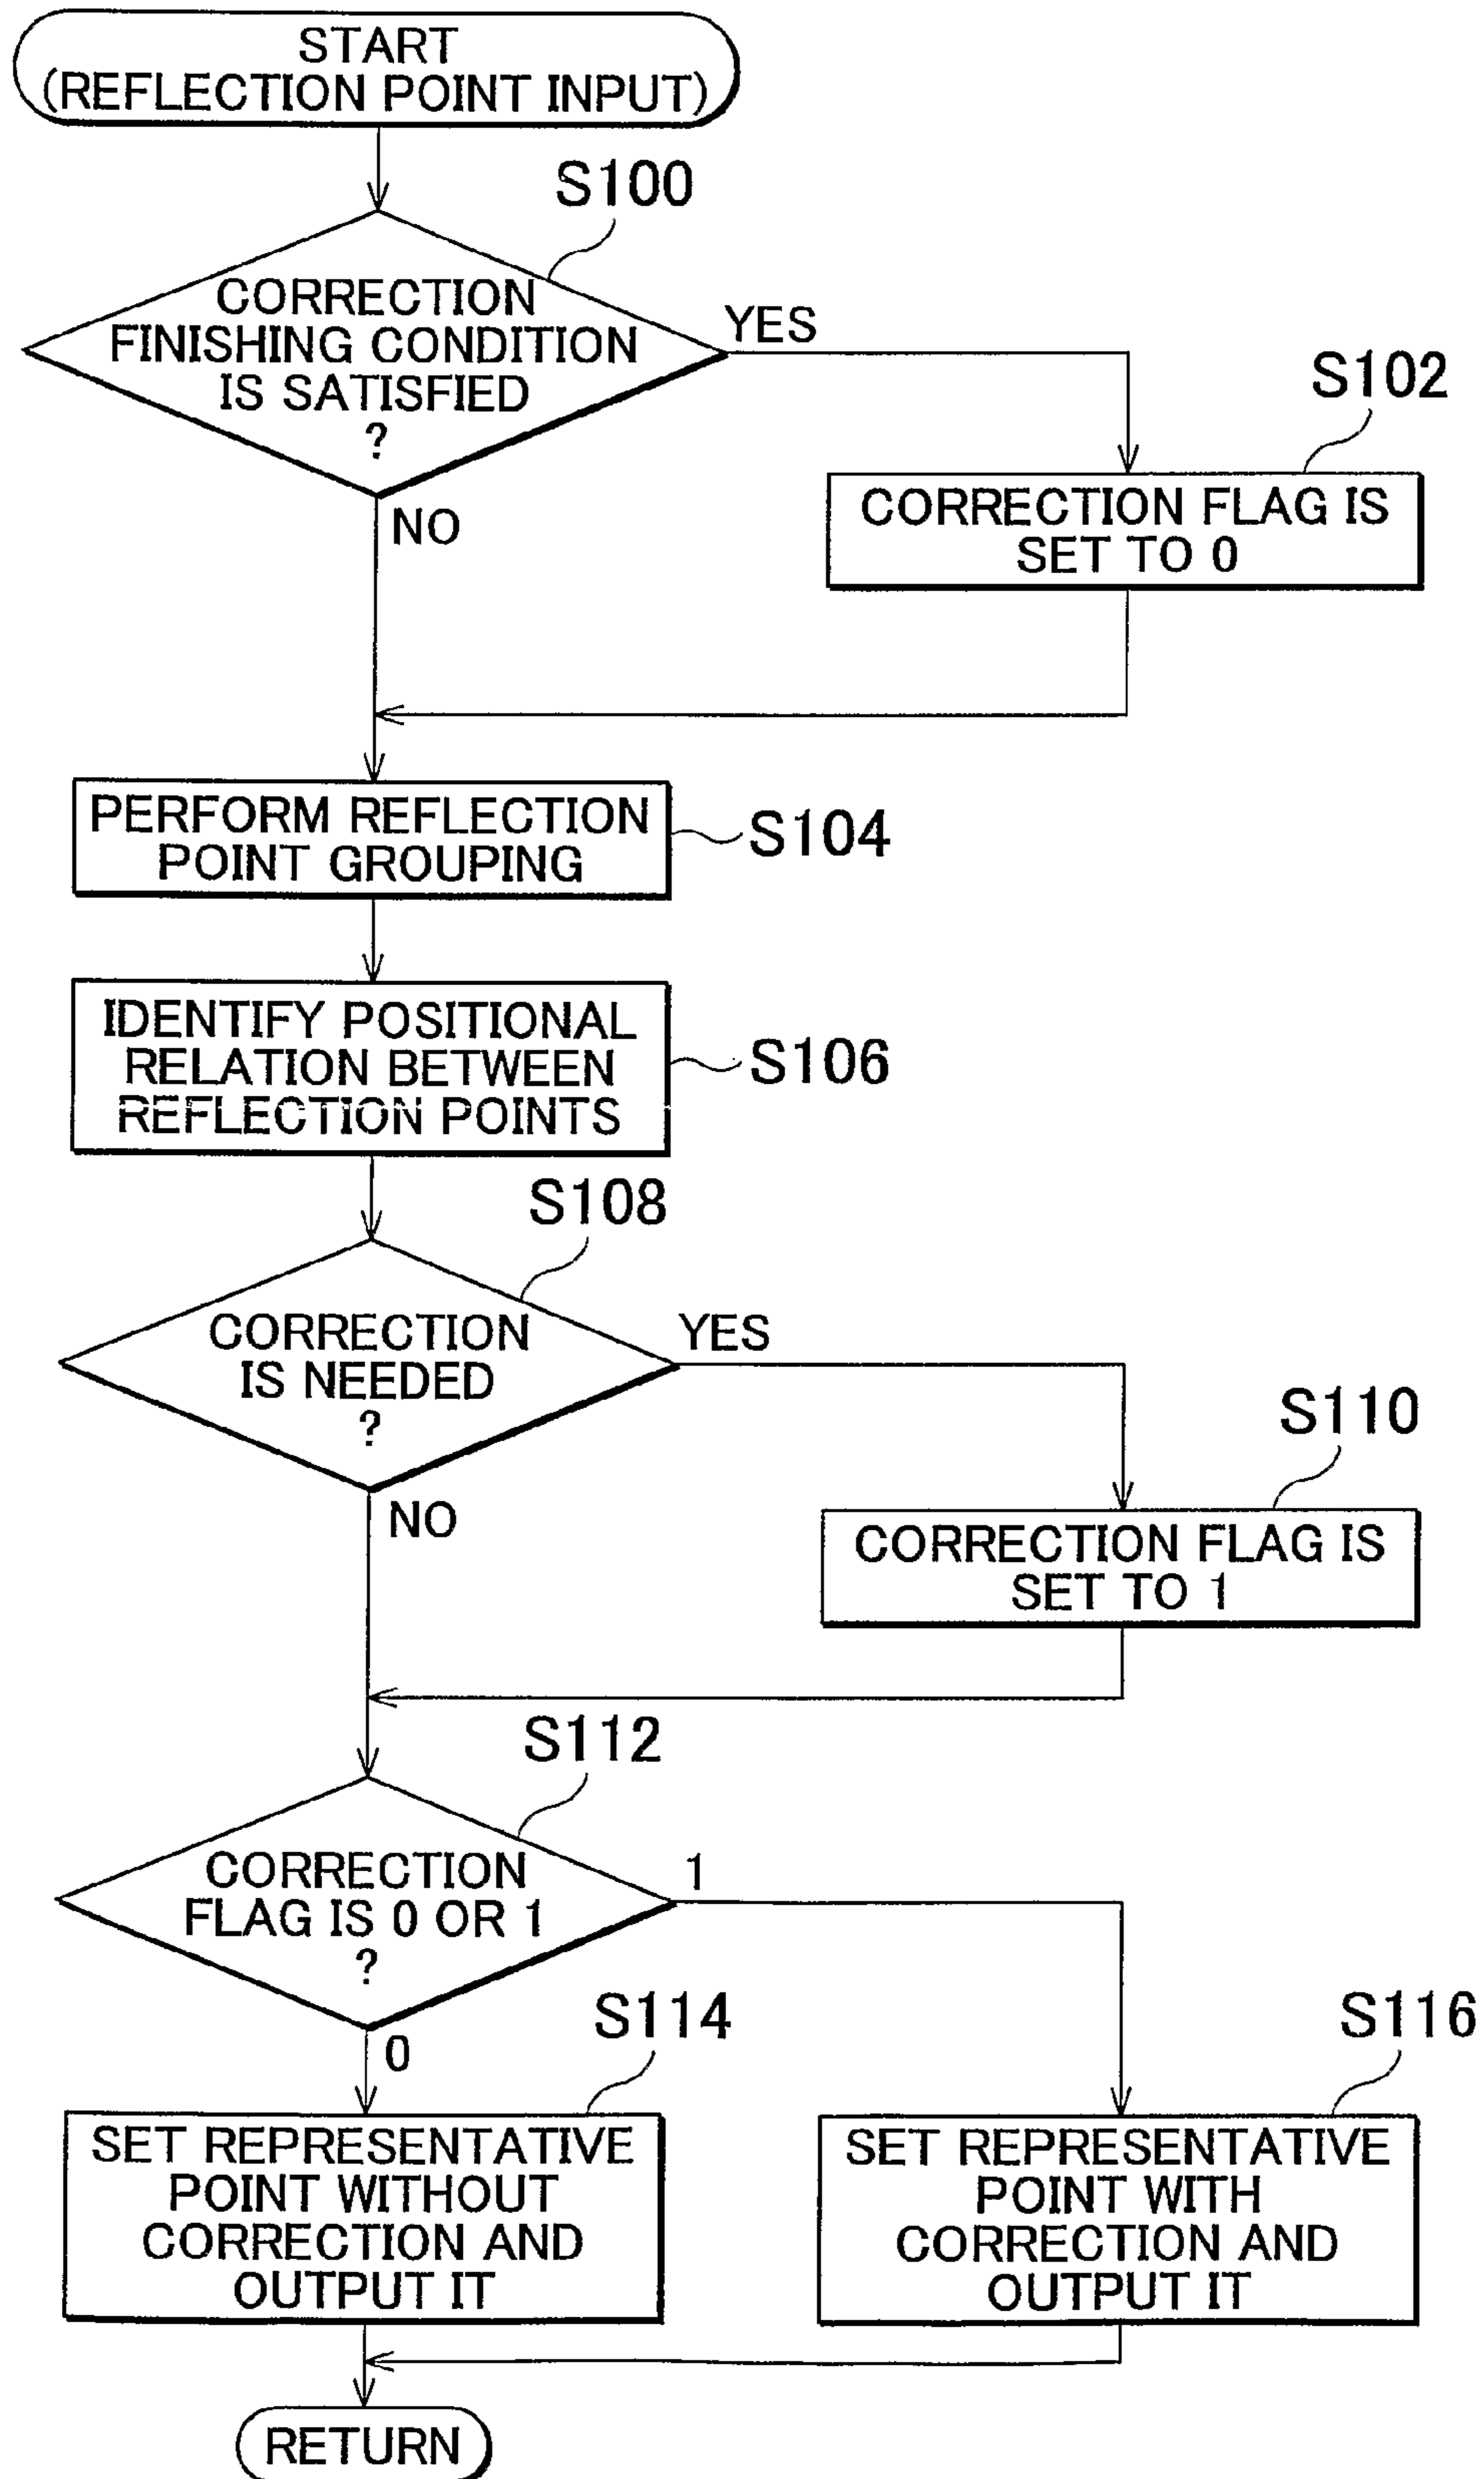 START
(REFLECTION POINT INPUT)
S100
CORRECTION
FINISHING CONDITION
IS SATISFIED
?
YES
NO
S102
CORRECTION FLAG IS
SET TO 0
PERFORM REFLECTION
POINT GROUPING
S104
IDENTIFY POSITIONAL
RELATION BETWEEN
REFLECTION POINTS
S106
S108
CORRECTION
IS NEEDED
?
YES
NO
S110
CORRECTION FLAG IS
SET TO 1
S112
CORRECTION
FLAG IS 0 OR 1
?
1
0
S114
SET REPRESENTATIVE
POINT WITHOUT
CORRECTION AND
OUTPUT IT
S116
SET REPRESENTATIVE
POINT WITH
CORRECTION AND
OUTPUT IT
RETURN